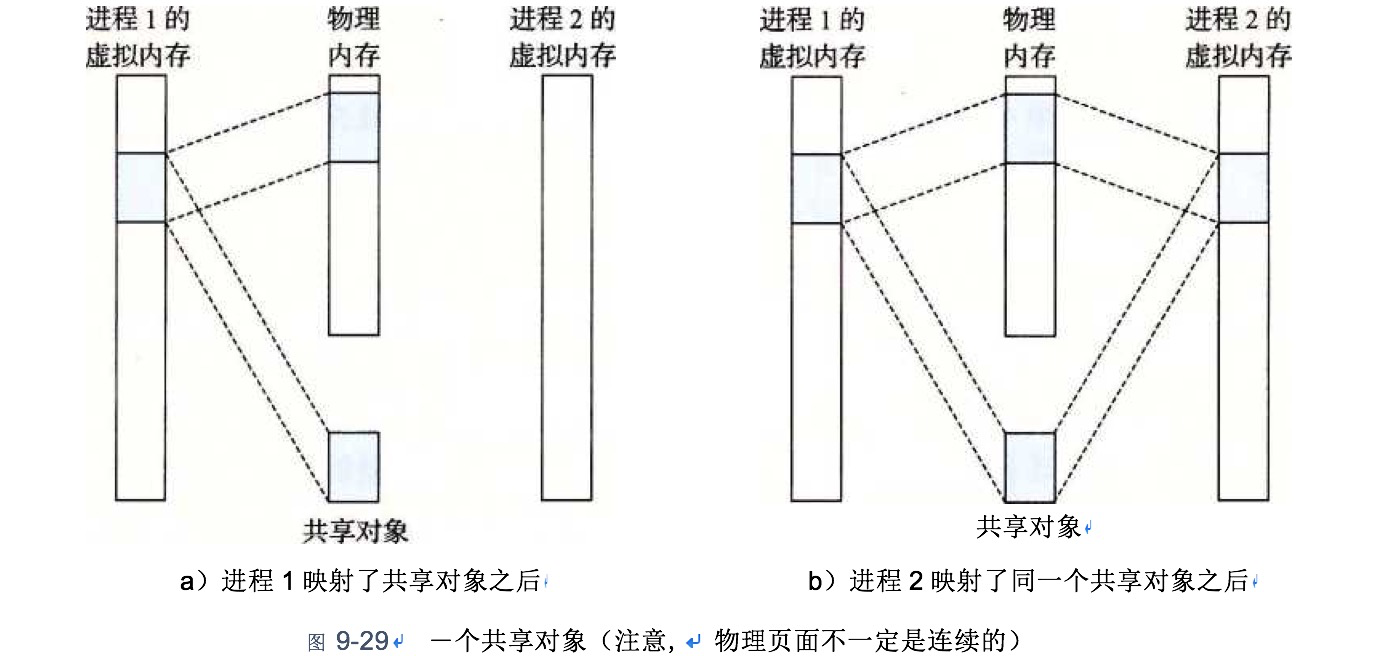 进程 1 的
虚拟内存
物理
内存
进程 2 的
虚拟内存
共享对象
a）进程 1 映射了共享对象之后
进程 1 的
虚拟内存
物理
内存
进程 2 的
虚拟内存
共享对象
b）进程 2 映射了同一个共享对象之后
图 9-29 一个共享对象（注意, 物理页面不一定是连续的）